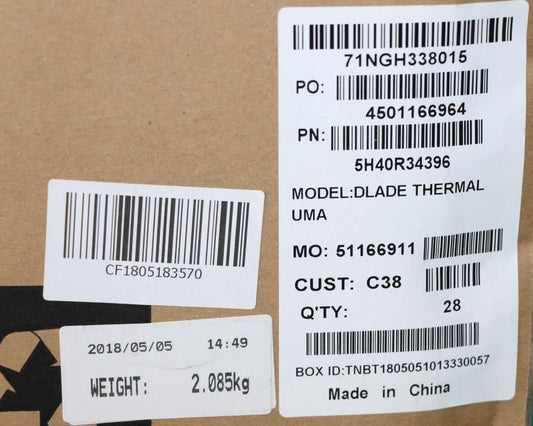 71NGH338015
PO:
4501166964
PN:
5H40R34396
MODEL:DLADE THERMAL
UMA
MO: 51166911
CUST: C38
Q'TY: 28
BOX ID:TNBT1805051013330057
Made in China
CF1805183570
2018/05/05 14:49
WEIGHT: 2.085kg